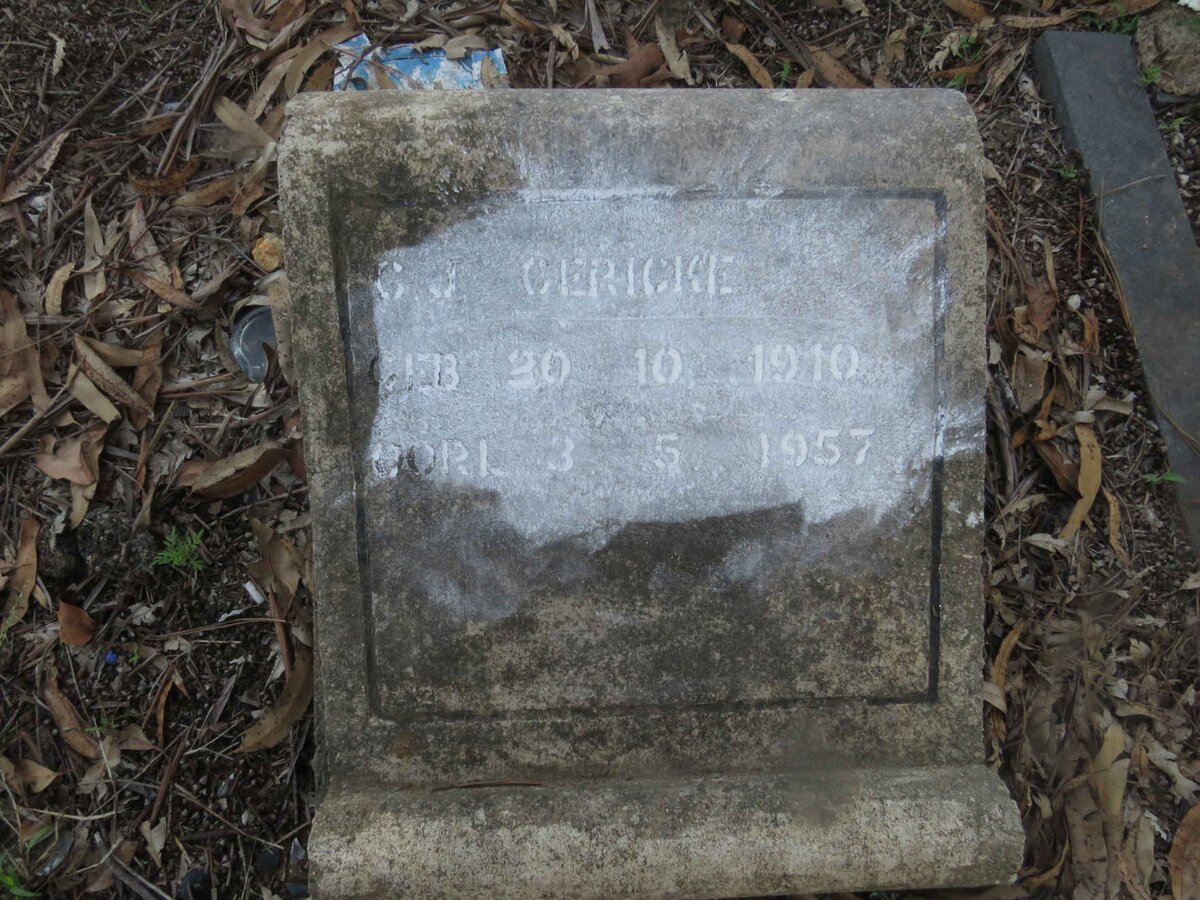 C.J. GERICKE
GEB 20 10. 1910
OORL 3 5. 1957